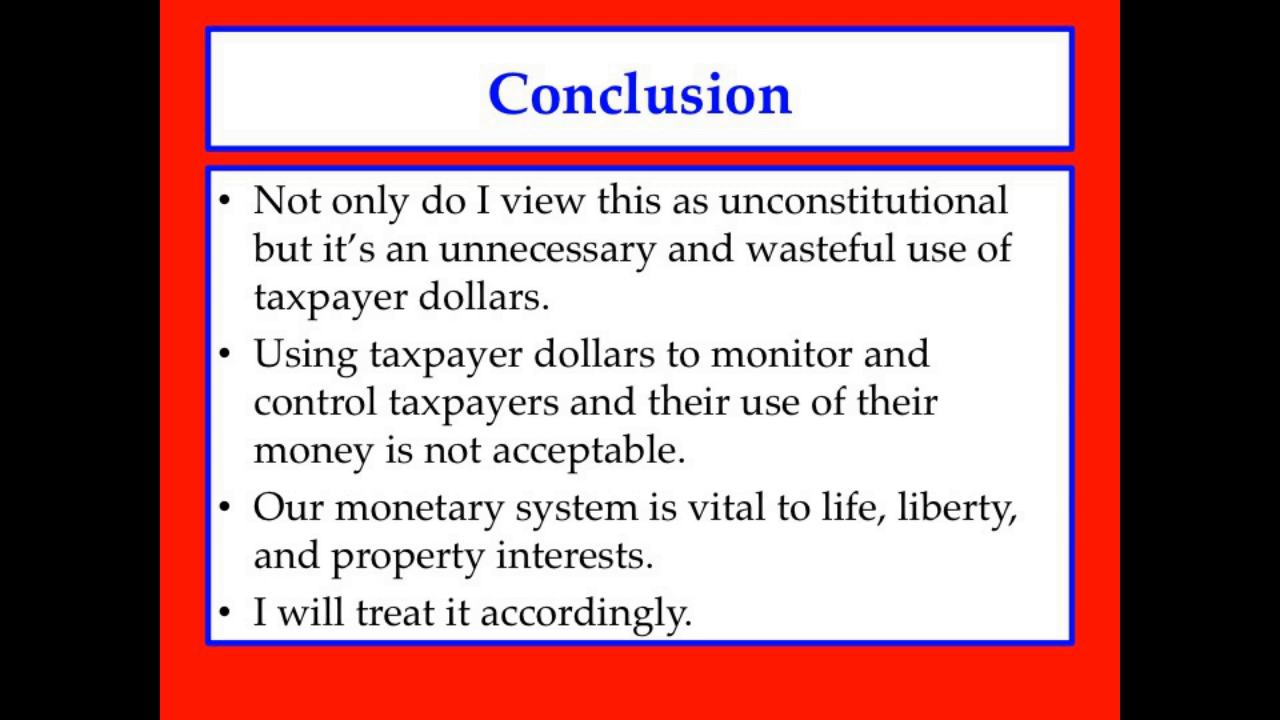 Conclusion
• Not only do I view this as unconstitutional
but it’s an unnecessary and wasteful use of
taxpayer dollars.
• Using taxpayer dollars to monitor and
control taxpayers and their use of their
money is not acceptable.
• Our monetary system is vital to life, liberty,
and property interests.
• I will treat it accordingly.